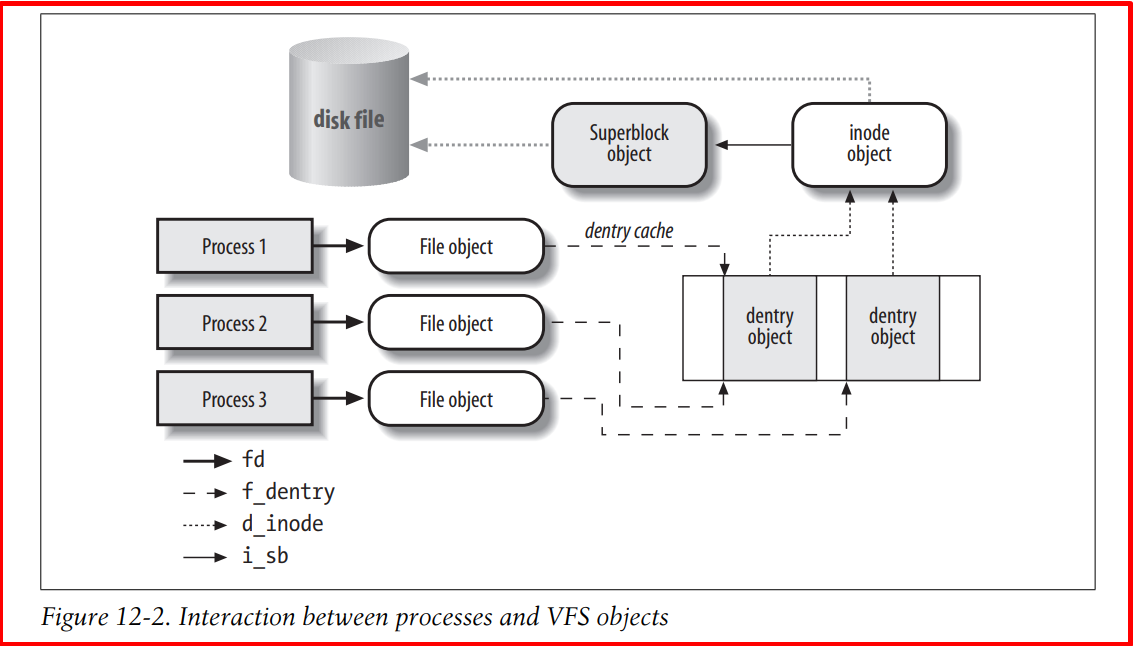 disk file
Superblock
object
inode
object
Process 1
File object
dentry cache
Process 2
File object
dentry
object
dentry
object
Process 3
File object
fd
f_dentry
d_inode
i_sb
Figure 12-2. Interaction between processes and VFS objects